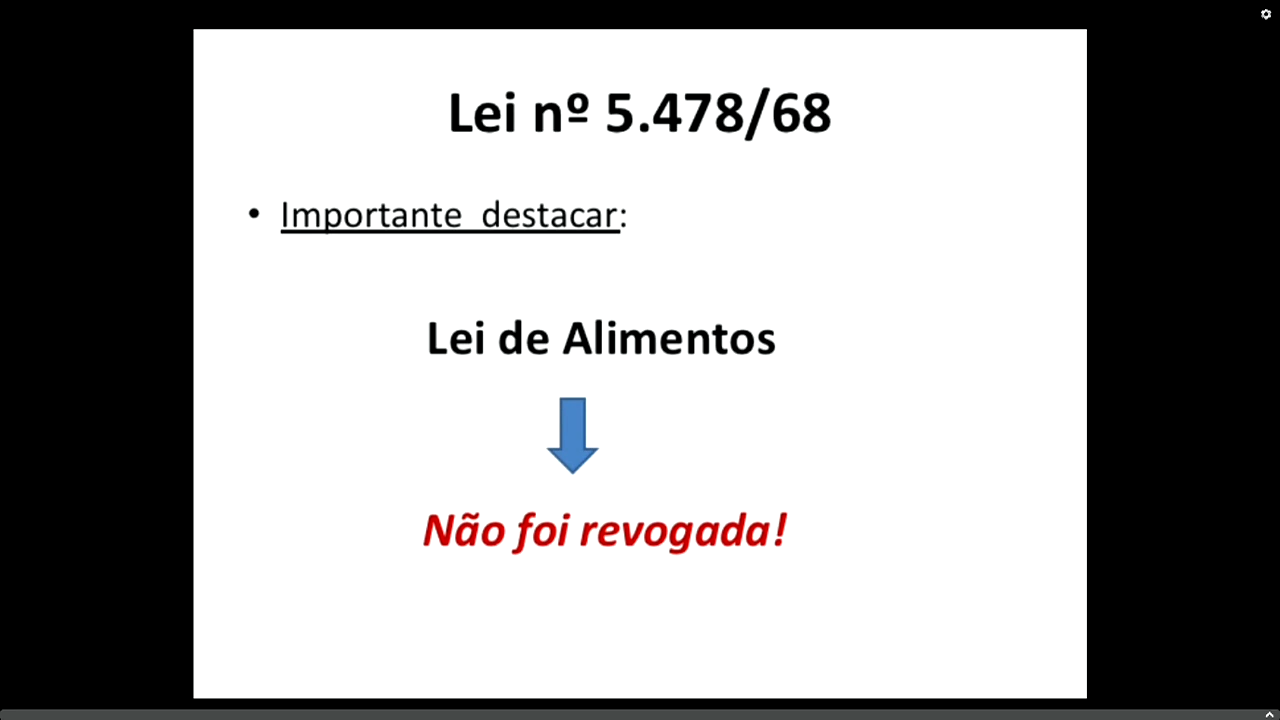 Lei nº 5.478/68
• Importante destacar:
Lei de Alimentos
Não foi revogada!